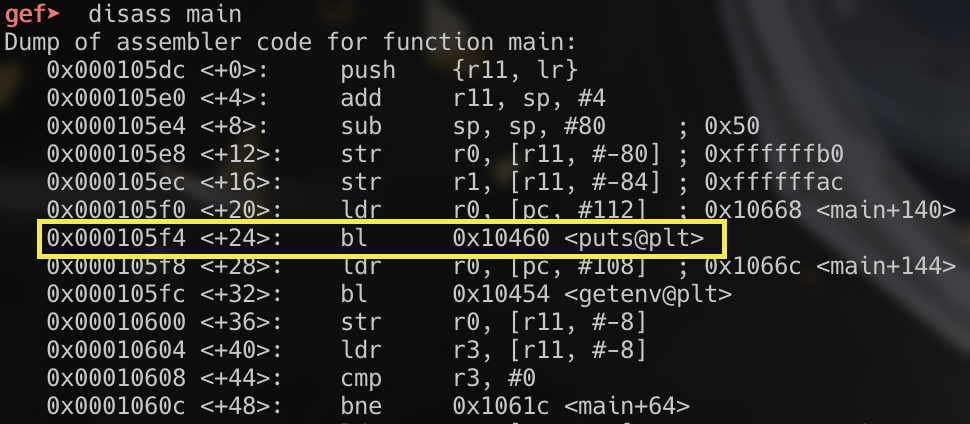 gef➤  disass main
Dump of assembler code for function main:
   0x000105dc <+0>:     push    {r11, lr}
   0x000105e0 <+4>:     add     r11, sp, #4
   0x000105e4 <+8>:     sub     sp, sp, #80     ; 0x50
   0x000105e8 <+12>:    str     r0, [r11, #-80] ; 0xffffffb0
   0x000105ec <+16>:    str     r1, [r11, #-84] ; 0xffffffac
   0x000105f0 <+20>:    ldr     r0, [pc, #112]  ; 0x10668 <main+140>
   0x000105f4 <+24>:    bl      0x10460 <puts@plt>
   0x000105f8 <+28>:    ldr     r0, [pc, #108]  ; 0x1066c <main+144>
   0x000105fc <+32>:    bl      0x10454 <getenv@plt>
   0x00010600 <+36>:    str     r0, [r11, #-8]
   0x00010604 <+40>:    ldr     r3, [r11, #-8]
   0x00010608 <+44>:    cmp     r3, #0
   0x0001060c <+48>:    bne     0x1061c <main+64>